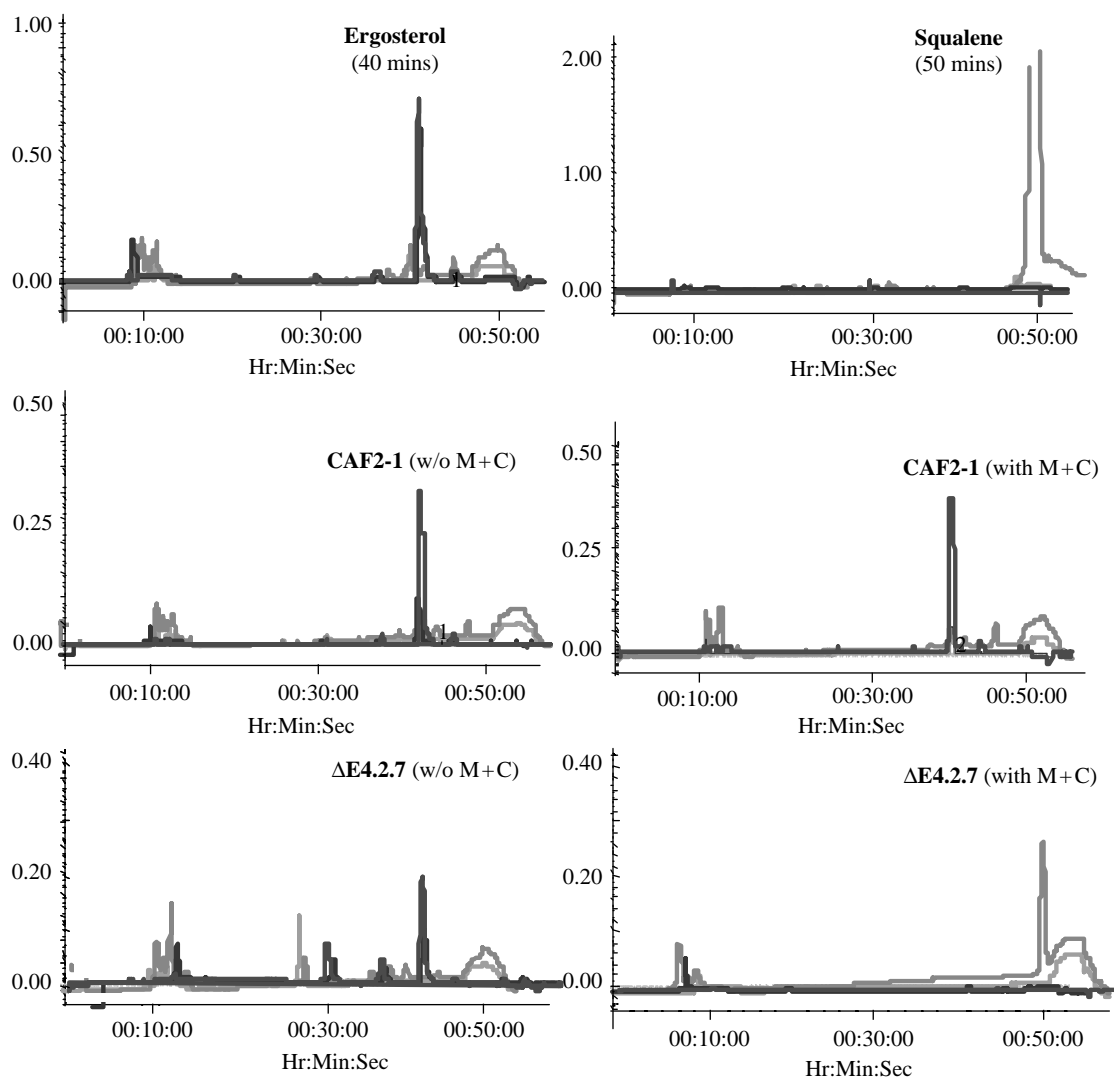 1.00
Ergosterol
(40 mins)
0.50
0.00
1
00:10:00 00:30:00 00:50:00
Hr:Min:Sec
2.00
Squalene
(50 mins)
1.00
0.00
00:10:00 00:30:00 00:50:00
Hr:Min:Sec
0.50
CAF2-1 (w/o M+C)
0.25
1
0.00
00:10:00 00:30:00 00:50:00
Hr:Min:Sec
0.50
CAF2-1 (with M+C)
0.25
2
0.00
00:10:00 00:30:00 00:50:00
Hr:Min:Sec
0.40
ΔE4.2.7 (w/o M+C)
0.20
0.00
00:10:00 00:30:00 00:50:00
Hr:Min:Sec
0.40
ΔE4.2.7 (with M+C)
0.20
0.00
00:10:00 00:30:00 00:50:00
Hr:Min:Sec